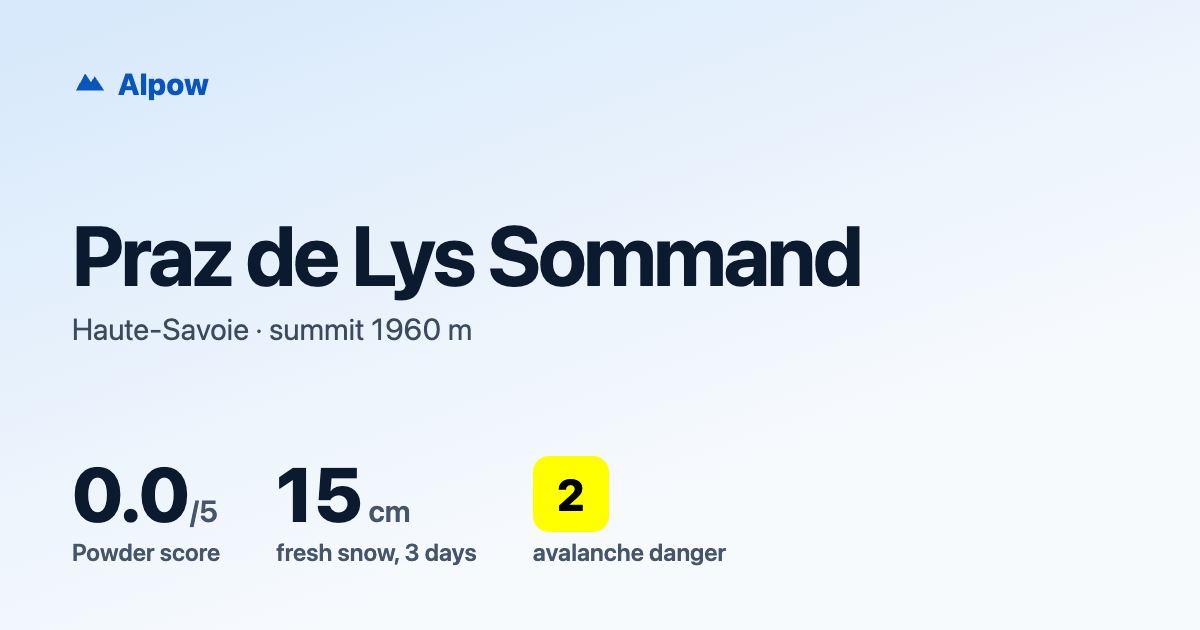 Alpow
Praz de Lys Sommand
Haute-Savoie · summit 1960 m
0.0/5
Powder score
15 cm
fresh snow, 3 days
2
avalanche danger